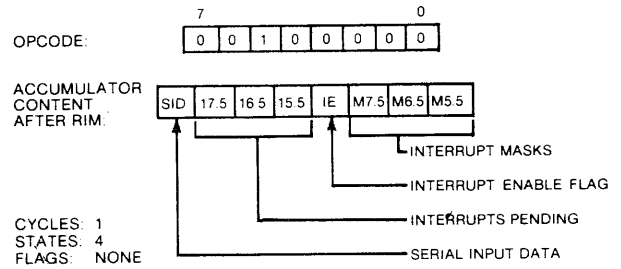 7 0
OPCODE: 0 0 1 0 0 0 0 0
ACCUMULATOR
CONTENT
AFTER RIM: SID 17.5 16 5 15.5 IE M7.5 M6.5 M5.5
INTERRUPT MASKS
INTERRUPT ENABLE FLAG
INTERRUPTS PENDING
CYCLES: 1
STATES: 4
FLAGS: NONE
SERIAL INPUT DATA